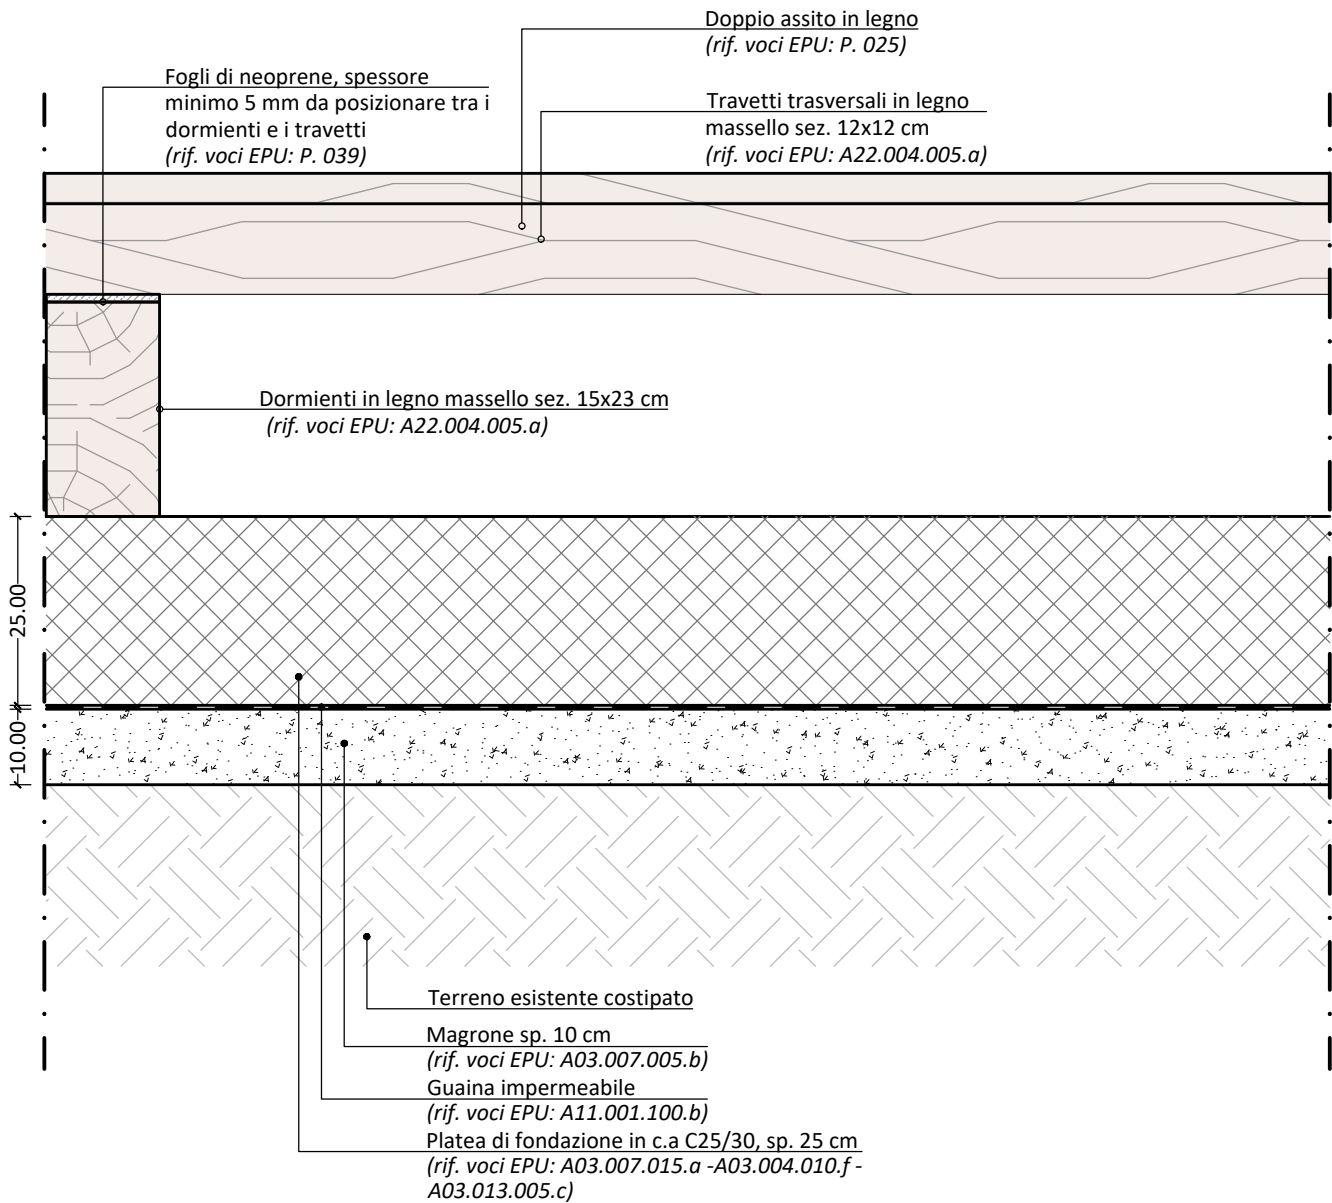 Doppio assito in legno
(rif. voci EPU: P. 025)
Fogli di neoprene, spessore
minimo 5 mm da posizionare tra i
dormienti e i travetti
(rif. voci EPU: P. 039)
Travetti trasversali in legno
massello sez. 12x12 cm
(rif. voci EPU: A22.004.005.a)
Dormienti in legno massello sez. 15x23 cm
(rif. voci EPU: A22.004.005.a)
25.00
10.00
Terreno esistente costipato
Magrone sp. 10 cm
(rif. voci EPU: A03.007.005.b)
Guaina impermeabile
(rif. voci EPU: A11.001.100.b)
Platea di fondazione in c.a C25/30, sp. 25 cm
(rif. voci EPU: A03.007.015.a -A03.004.010.f -
A03.013.005.c)